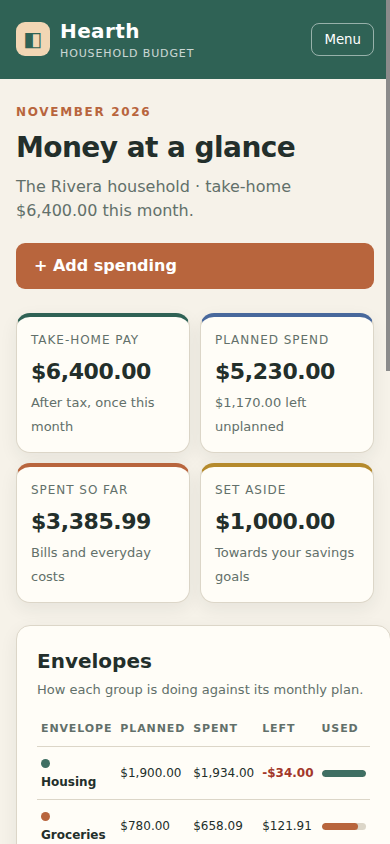 Hearth
HOUSEHOLD BUDGET
Menu
NOVEMBER 2026
Money at a glance
The Rivera household · take-home
$6,400.00 this month.
+ Add spending
TAKE-HOME PAY
$6,400.00
After tax, once this
month
PLANNED SPEND
$5,230.00
$1,170.00 left
unplanned
SPENT SO FAR
$3,385.99
Bills and everyday
costs
SET ASIDE
$1,000.00
Towards your savings
goals
Envelopes
How each group is doing against its monthly plan.
ENVELOPE PLANNED SPENT LEFT USED
Housing $1,900.00 $1,934.00 -$34.00
Groceries $780.00 $658.09 $121.91